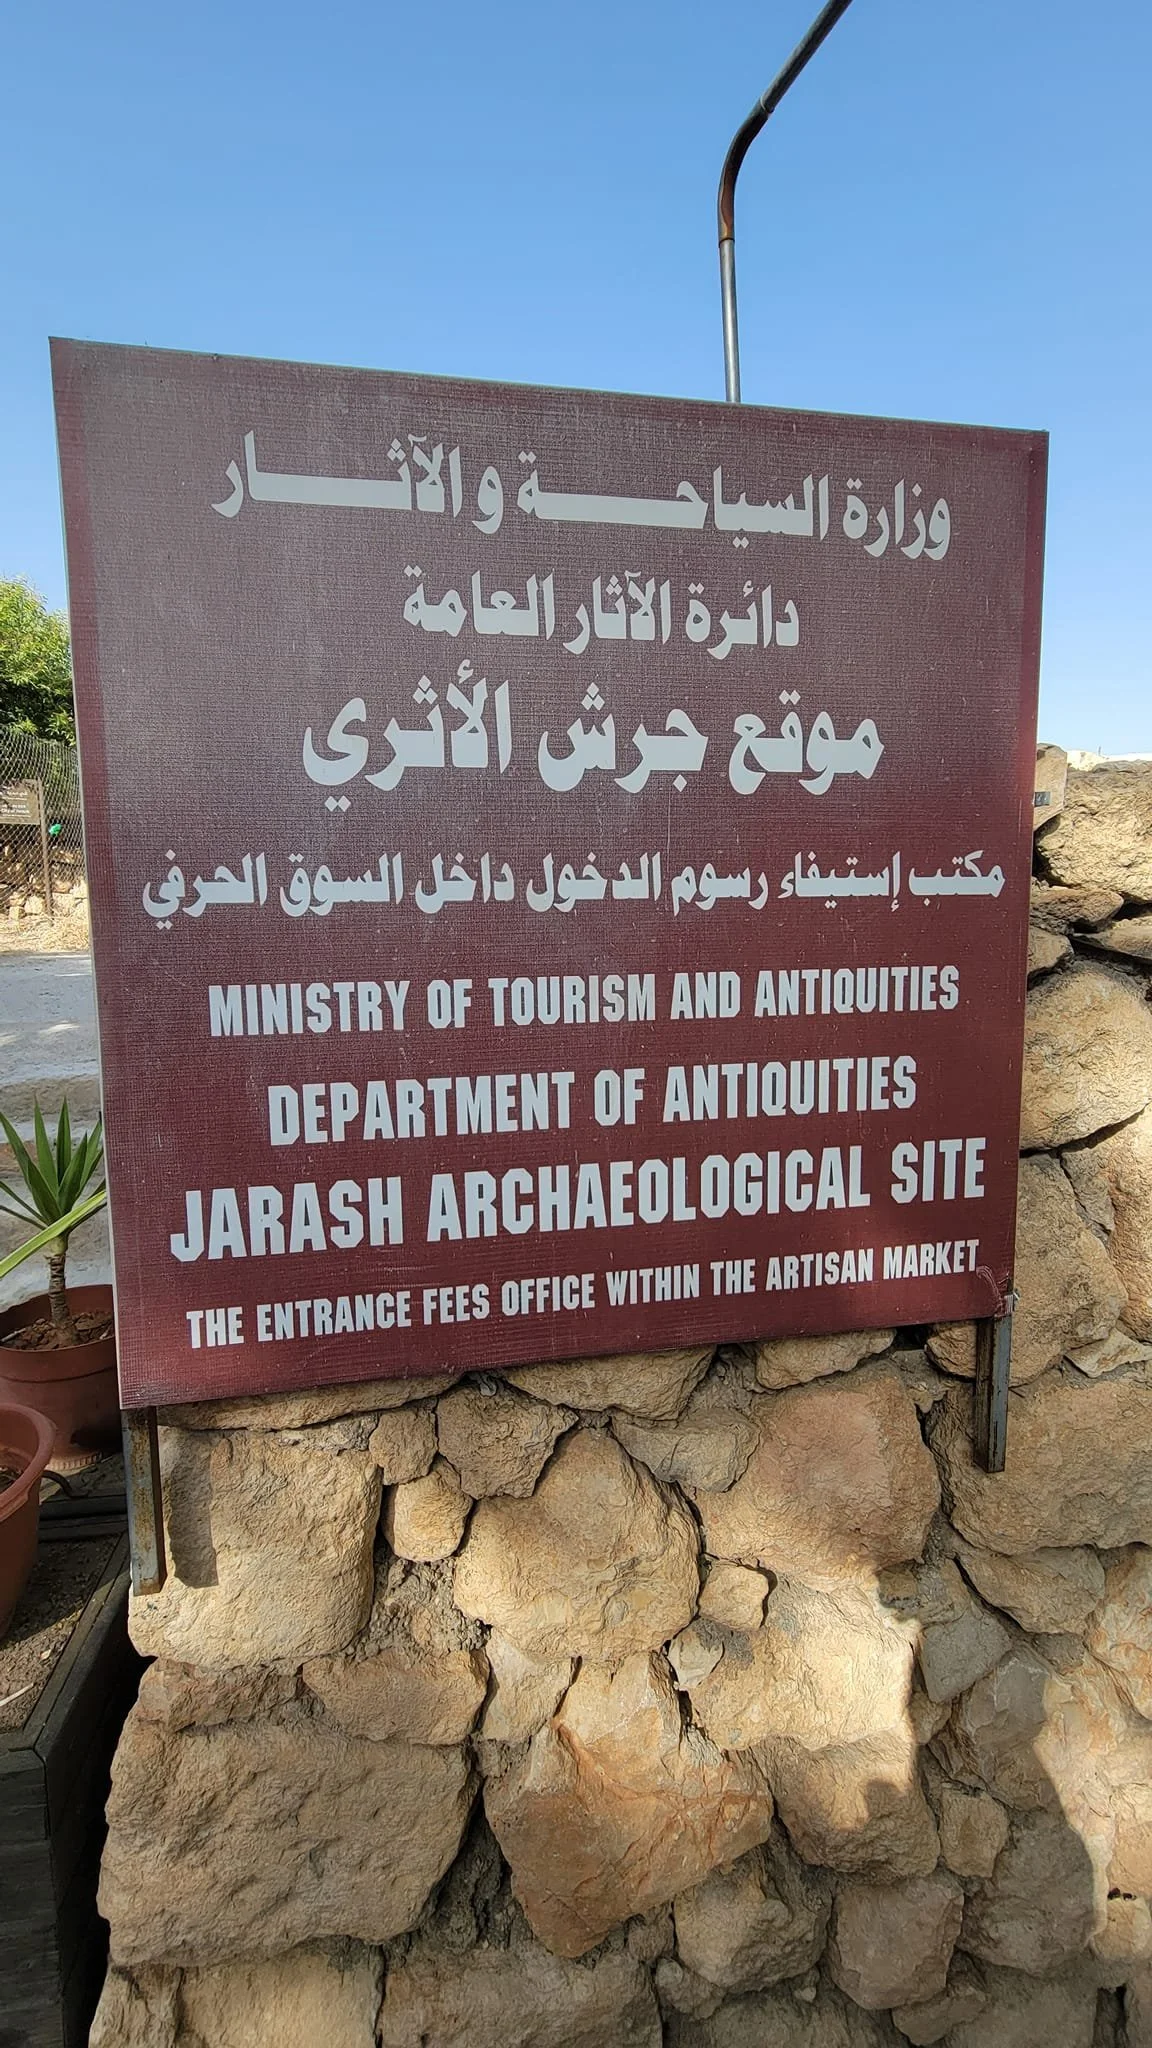 وزارة السياحة والآثار
دائرة الآثار العامة
موقع جرش الأثري
مكتب إستيفاء رسوم الدخول داخل السوق الحرفي
MINISTRY OF TOURISM AND ANTIQUITIES
DEPARTMENT OF ANTIQUITIES
JARASH ARCHAEOLOGICAL SITE
THE ENTRANCE FEES OFFICE WITHIN THE ARTISAN MARKET